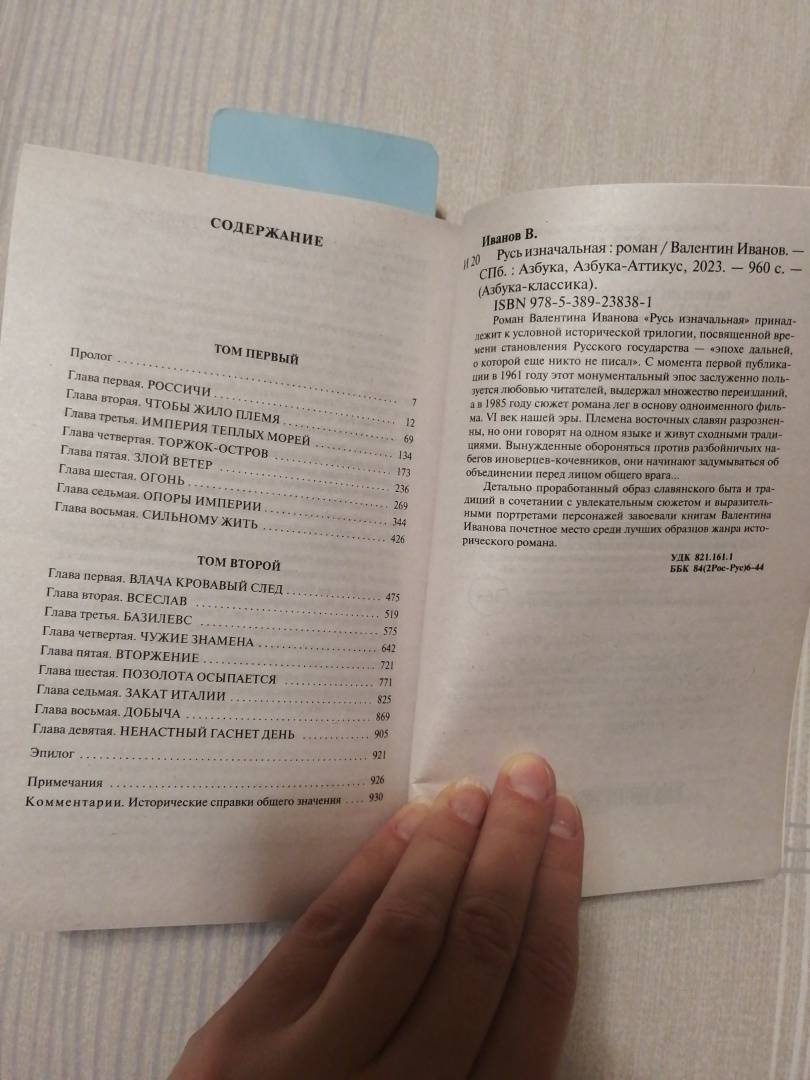 СОДЕРЖАНИЕ
ТОМ ПЕРВЫЙ
Пролог 7
Глава первая. РОССИЧИ 12
Глава вторая. ЧТОБЫ ЖИЛО ПЛЕМЯ 69
Глава третья. ИМПЕРИЯ ТЕПЛЫХ МОРЕЙ 134
Глава четвертая. ТОРЖОК-ОСТРОВ 173
Глава пятая. ЗЛОЙ ВЕТЕР 236
Глава шестая. ОГОНЬ 269
Глава седьмая. ОПОРЫ ИМПЕРИИ 344
Глава восьмая. СИЛЬНОМУ ЖИТЬ 426
ТОМ ВТОРОЙ
Глава первая. ВЛАЧА КРОВАВЫЙ СЛЕД 475
Глава вторая. ВСЕСЛАВ 519
Глава третья. БАЗИЛЕВС 575
Глава четвертая. ЧУЖИЕ ЗНАМЕНА 642
Глава пятая. ВТОРЖЕНИЕ 721
Глава шестая. ПОЗОЛОТА ОСЫПАЕТСЯ 771
Глава седьмая. ЗАКАТ ИТАЛИИ 825
Глава восьмая. ДОБЫЧА 869
Глава девятая. НЕНАСТНЫЙ ГАСНЕТ ДЕНЬ 905
Эпилог 921
Примечания 926
Комментарии. Исторические справки общего значения 930
Иванов В.
И 20 Русь изначальная : роман / Валентин Иванов. —
СПб. : Азбука, Азбука-Аттикус, 2023. — 960 с. —
(Азбука-классика).
ISBN 978-5-389-23838-1
Роман Валентина Иванова «Русь изначальная» принад-
лежит к условной исторической трилогии, посвященной вре-
мени становления Русского государства — «эпохе дальней,
о которой еще никто не писал». С момента первой публика-
ции в 1961 году этот монументальный эпос заслуженно поль-
зуется любовью читателей, выдержал множество переизданий,
а в 1985 году сюжет романа лег в основу одноименного филь-
ма. VI век нашей эры. Племена восточных славян разрознен-
ны, но они говорят на одном языке и живут сходными тради-
циями. Вынужденные обороняться против разбойничьих на-
бегов иноверцев-кочевников, они начинают задумываться об
объединении перед лицом общего врага...
Детально проработанный образ славянского быта и тра-
диций в сочетании с увлекательным сюжетом и выразитель-
ными портретами персонажей завоевали книгам Валентина
Иванова почетное место среди лучших образцов жанра исто-
рического романа.
УДК 821.161.1
ББК 84(2Рос-Рус)6-44